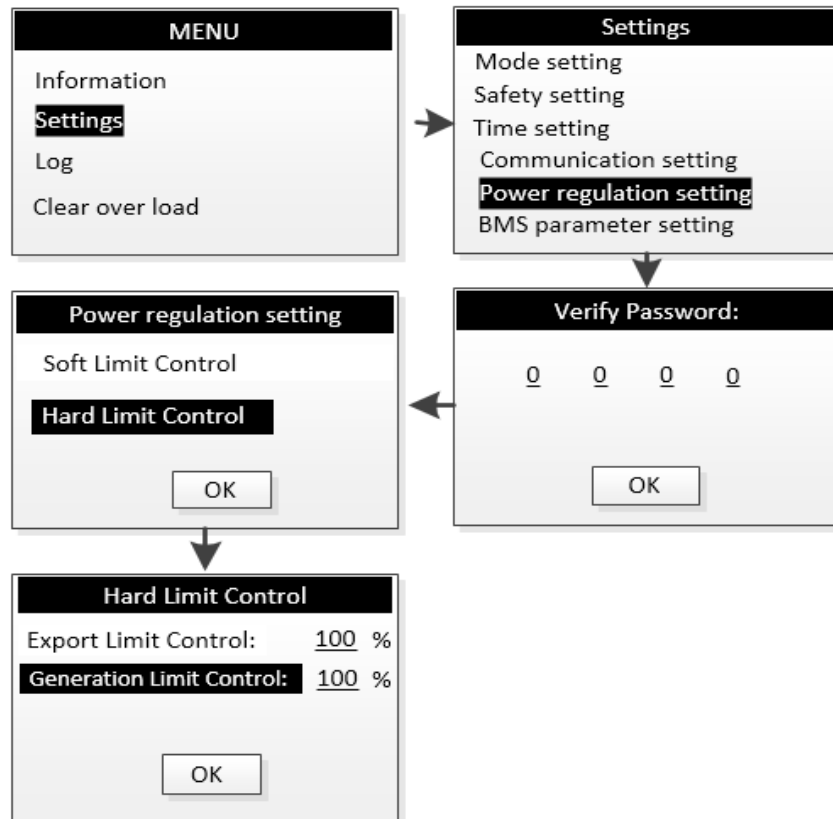 MENU
Information
Settings
Log
Clear over load
Settings
Mode setting
Safety setting
Time setting
Communication setting
Power regulation setting
BMS parameter setting
Verify Password:
0 0 0 0
OK
Power regulation setting
Soft Limit Control
Hard Limit Control
OK
Hard Limit Control
Export Limit Control: 100 %
Generation Limit Control: 100 %
OK